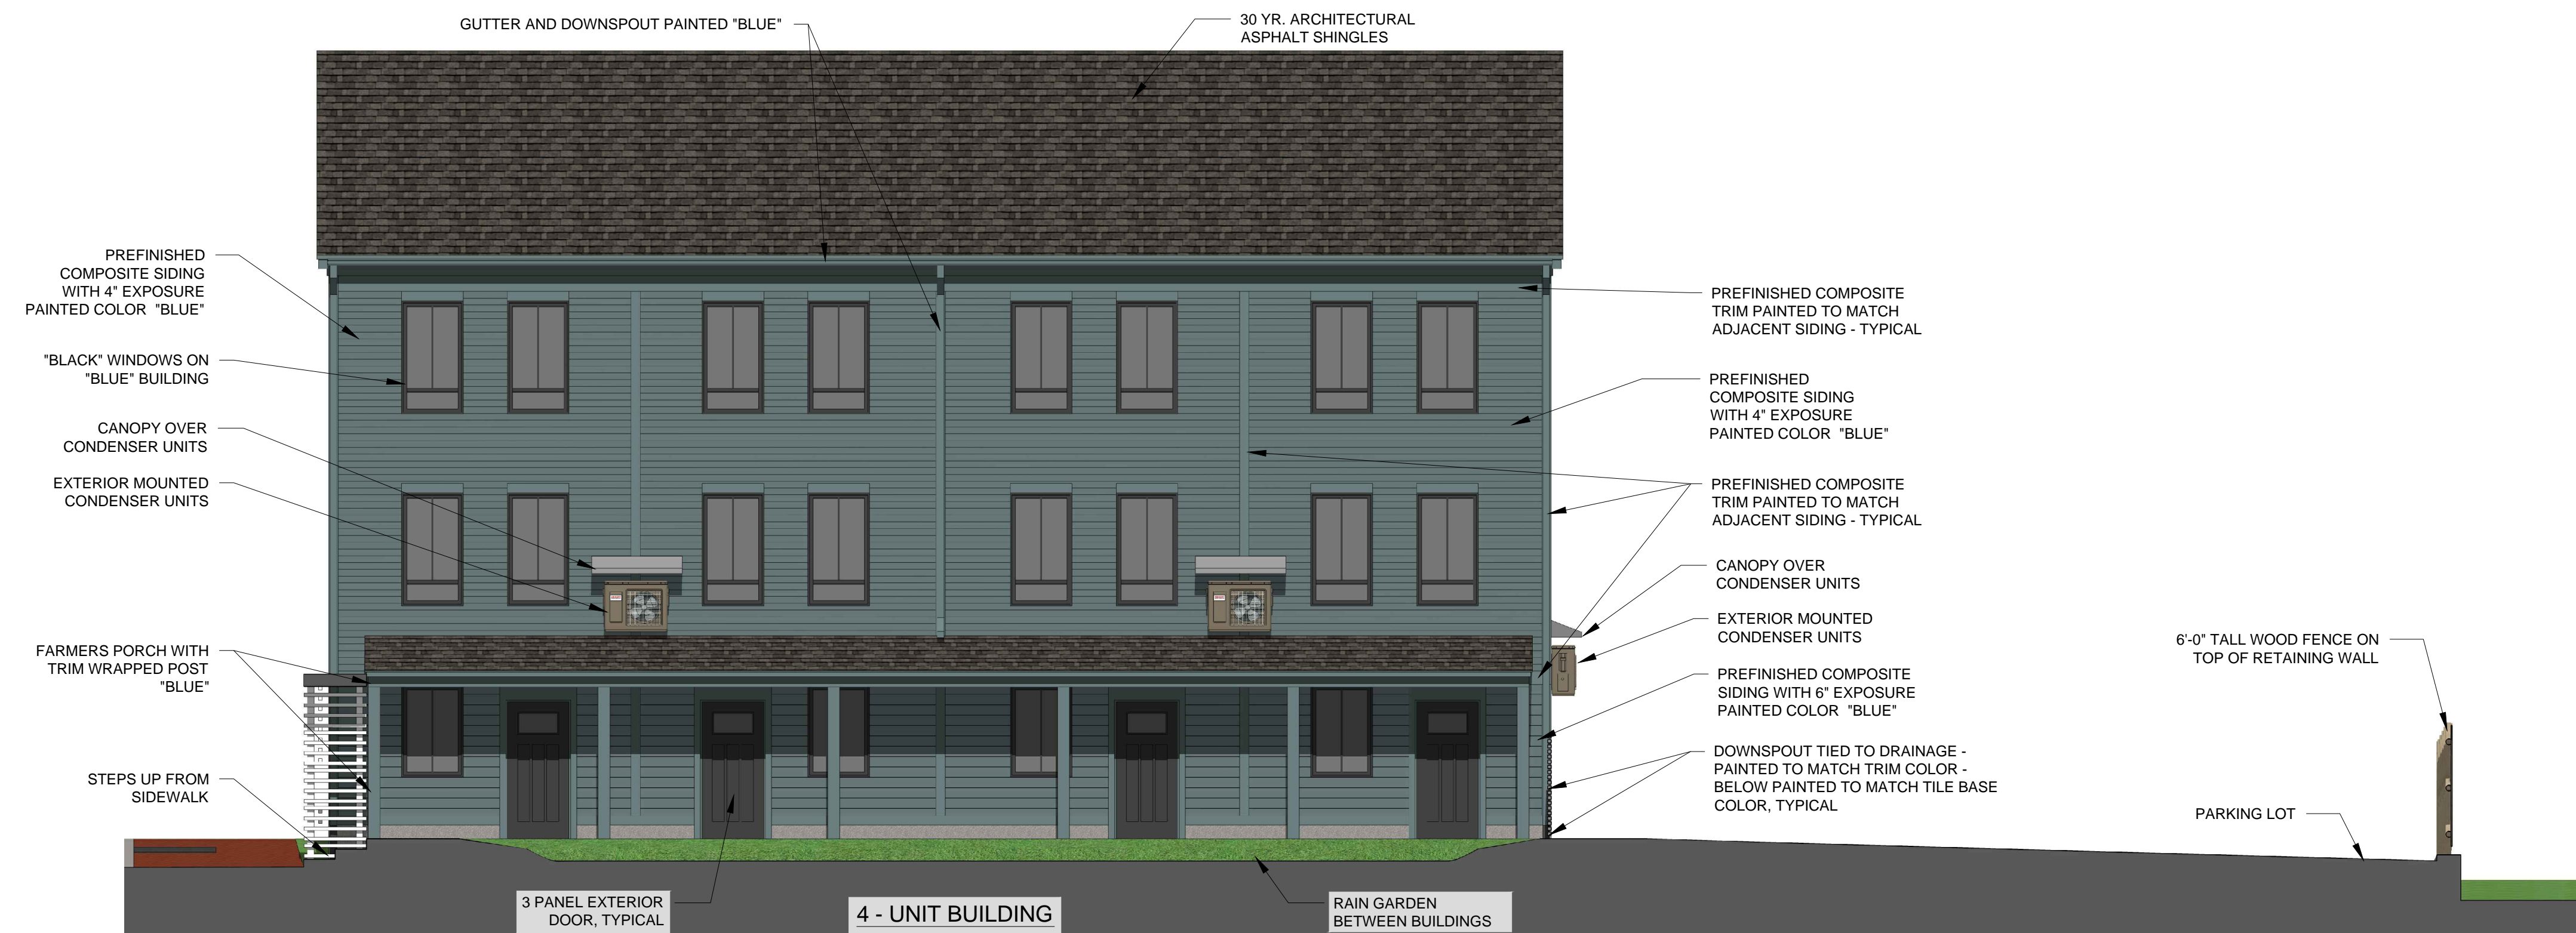 GUTTER AND DOWNSPOUT PAINTED "BLUE"
30 YR. ARCHITECTURAL
ASPHALT SHINGLES
PREFINISHED
COMPOSITE SIDING
WITH 4" EXPOSURE
PAINTED COLOR "BLUE"
"BLACK" WINDOWS ON
"BLUE" BUILDING
CANOPY OVER
CONDENSER UNITS
EXTERIOR MOUNTED
CONDENSER UNITS
FARMERS PORCH WITH
TRIM WRAPPED POST
"BLUE"
STEPS UP FROM
SIDEWALK
PREFINISHED COMPOSITE
TRIM PAINTED TO MATCH
ADJACENT SIDING - TYPICAL
PREFINISHED
COMPOSITE SIDING
WITH 4" EXPOSURE
PAINTED COLOR "BLUE"
PREFINISHED COMPOSITE
TRIM PAINTED TO MATCH
ADJACENT SIDING - TYPICAL
CANOPY OVER
CONDENSER UNITS
EXTERIOR MOUNTED
CONDENSER UNITS
PREFINISHED COMPOSITE
SIDING WITH 6" EXPOSURE
PAINTED COLOR "BLUE"
DOWNSPOUT TIED TO DRAINAGE -
PAINTED TO MATCH TRIM COLOR -
BELOW PAINTED TO MATCH TILE BASE
COLOR, TYPICAL
6'-0" TALL WOOD FENCE ON
TOP OF RETAINING WALL
PARKING LOT
3 PANEL EXTERIOR
DOOR, TYPICAL
4 - UNIT BUILDING
RAIN GARDEN
BETWEEN BUILDINGS